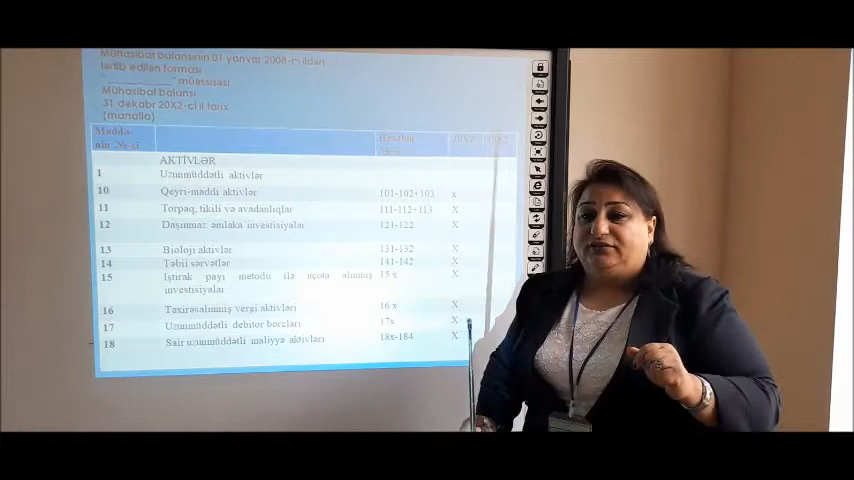 Mühasibat balansının 01 yanvar 2008-ci ildən
tərtib edilən forması
"__________" müəssisəsi
Mühasibat balansı
31 dekabr 20X2-ci il tarix
(manatla)
Maddə-nin №-si Hesabın №-si 20X2 20X2
AKTİVLƏR
1 Uzunmüddətli aktivlər
10 Qeyri-maddi aktivlər 101-102+103 x
11 Torpaq, tikili və avadanlıqlar 111-112+113 X
12 Daşınmaz əmlaka investisiyalar 121-122 X
13 Bioloji aktivlər 131-132 X
14 Təbii sərvətlər 141-142 X
15 İştirak payı metodu ilə uçota alınmış 15 x X
investisiyalar
16 Təxirəsalınmış vergi aktivləri 16 x X
17 Uzunmüddətli debitor borcları 17x X
18 Sair uzunmüddətli maliyyə aktivləri 18x-184 X